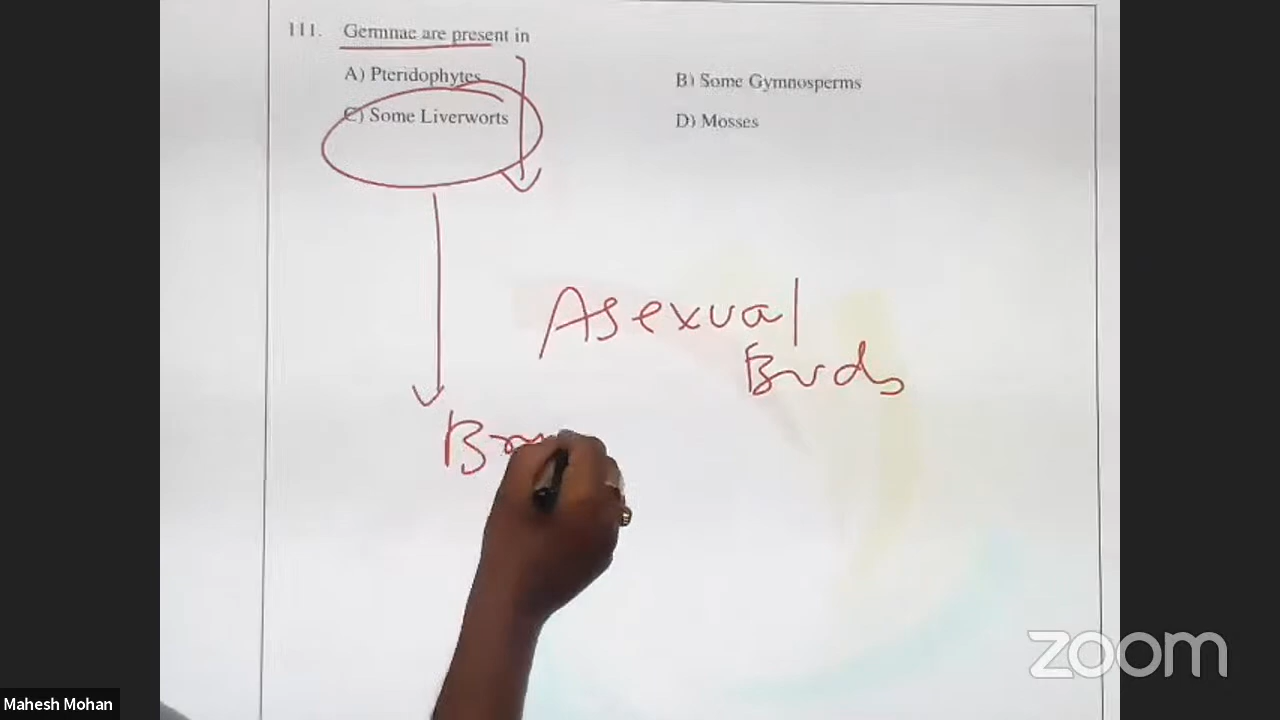 111. Gemmae are present in
A) Pteridophytes B) Some Gymnosperms
C) Some Liverworts D) Mosses
Asexual
Buds
zoom
Mahesh Mohan